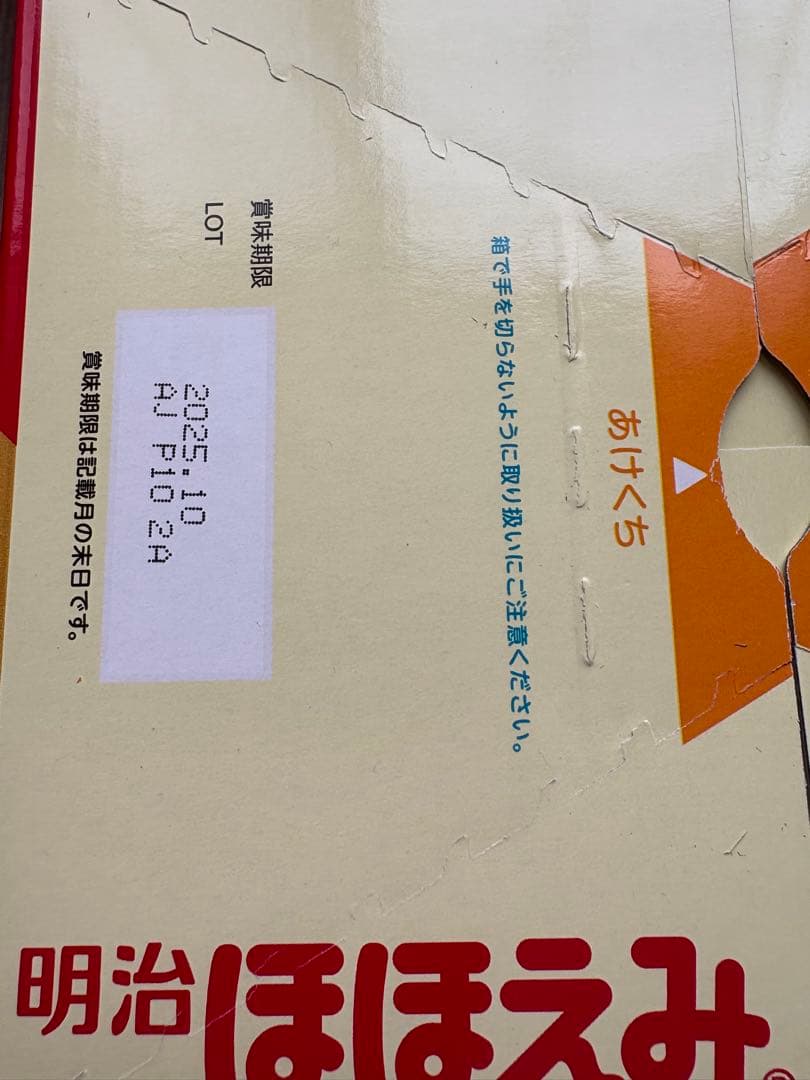 賞味期限
LOT
2025.10
AJ P10 2A
賞味期限は記載月の末日です。
箱で手を切らないように取り扱いにご注意ください。
あけくち
明治ほほえみ